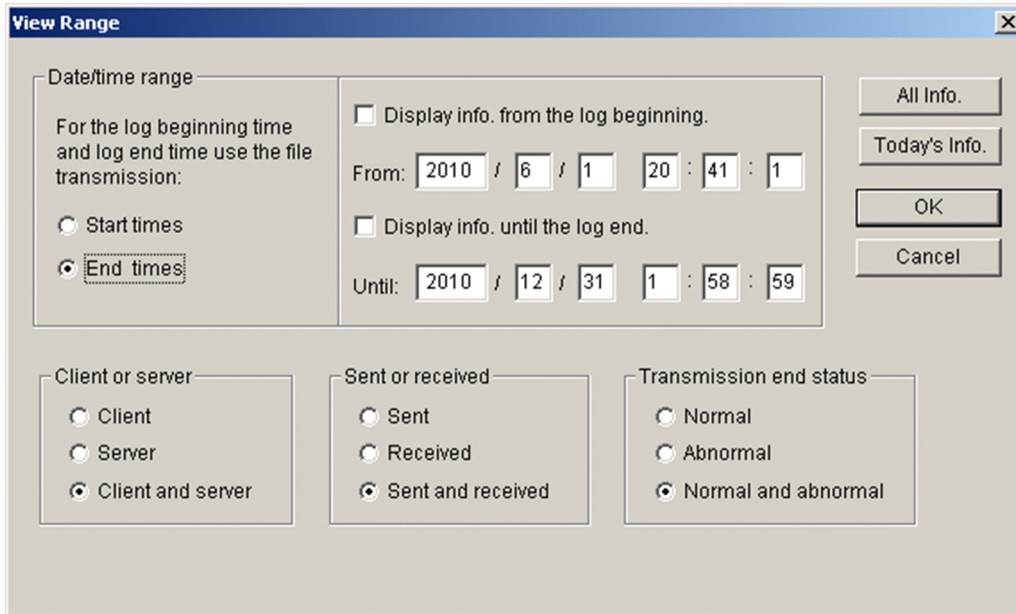 View Range
Date/time range
For the log beginning time
and log end time use the file
transmission:
Start times
End times
Display info. from the log beginning.
From: 2010 / 6 / 1 20 : 41 : 1
Display info. until the log end.
Until: 2010 / 12 / 31 1 : 58 : 59
All Info.
Today's Info.
OK
Cancel
Client or server
Client
Server
Client and server
Sent or received
Sent
Received
Sent and received
Transmission end status
Normal
Abnormal
Normal and abnormal